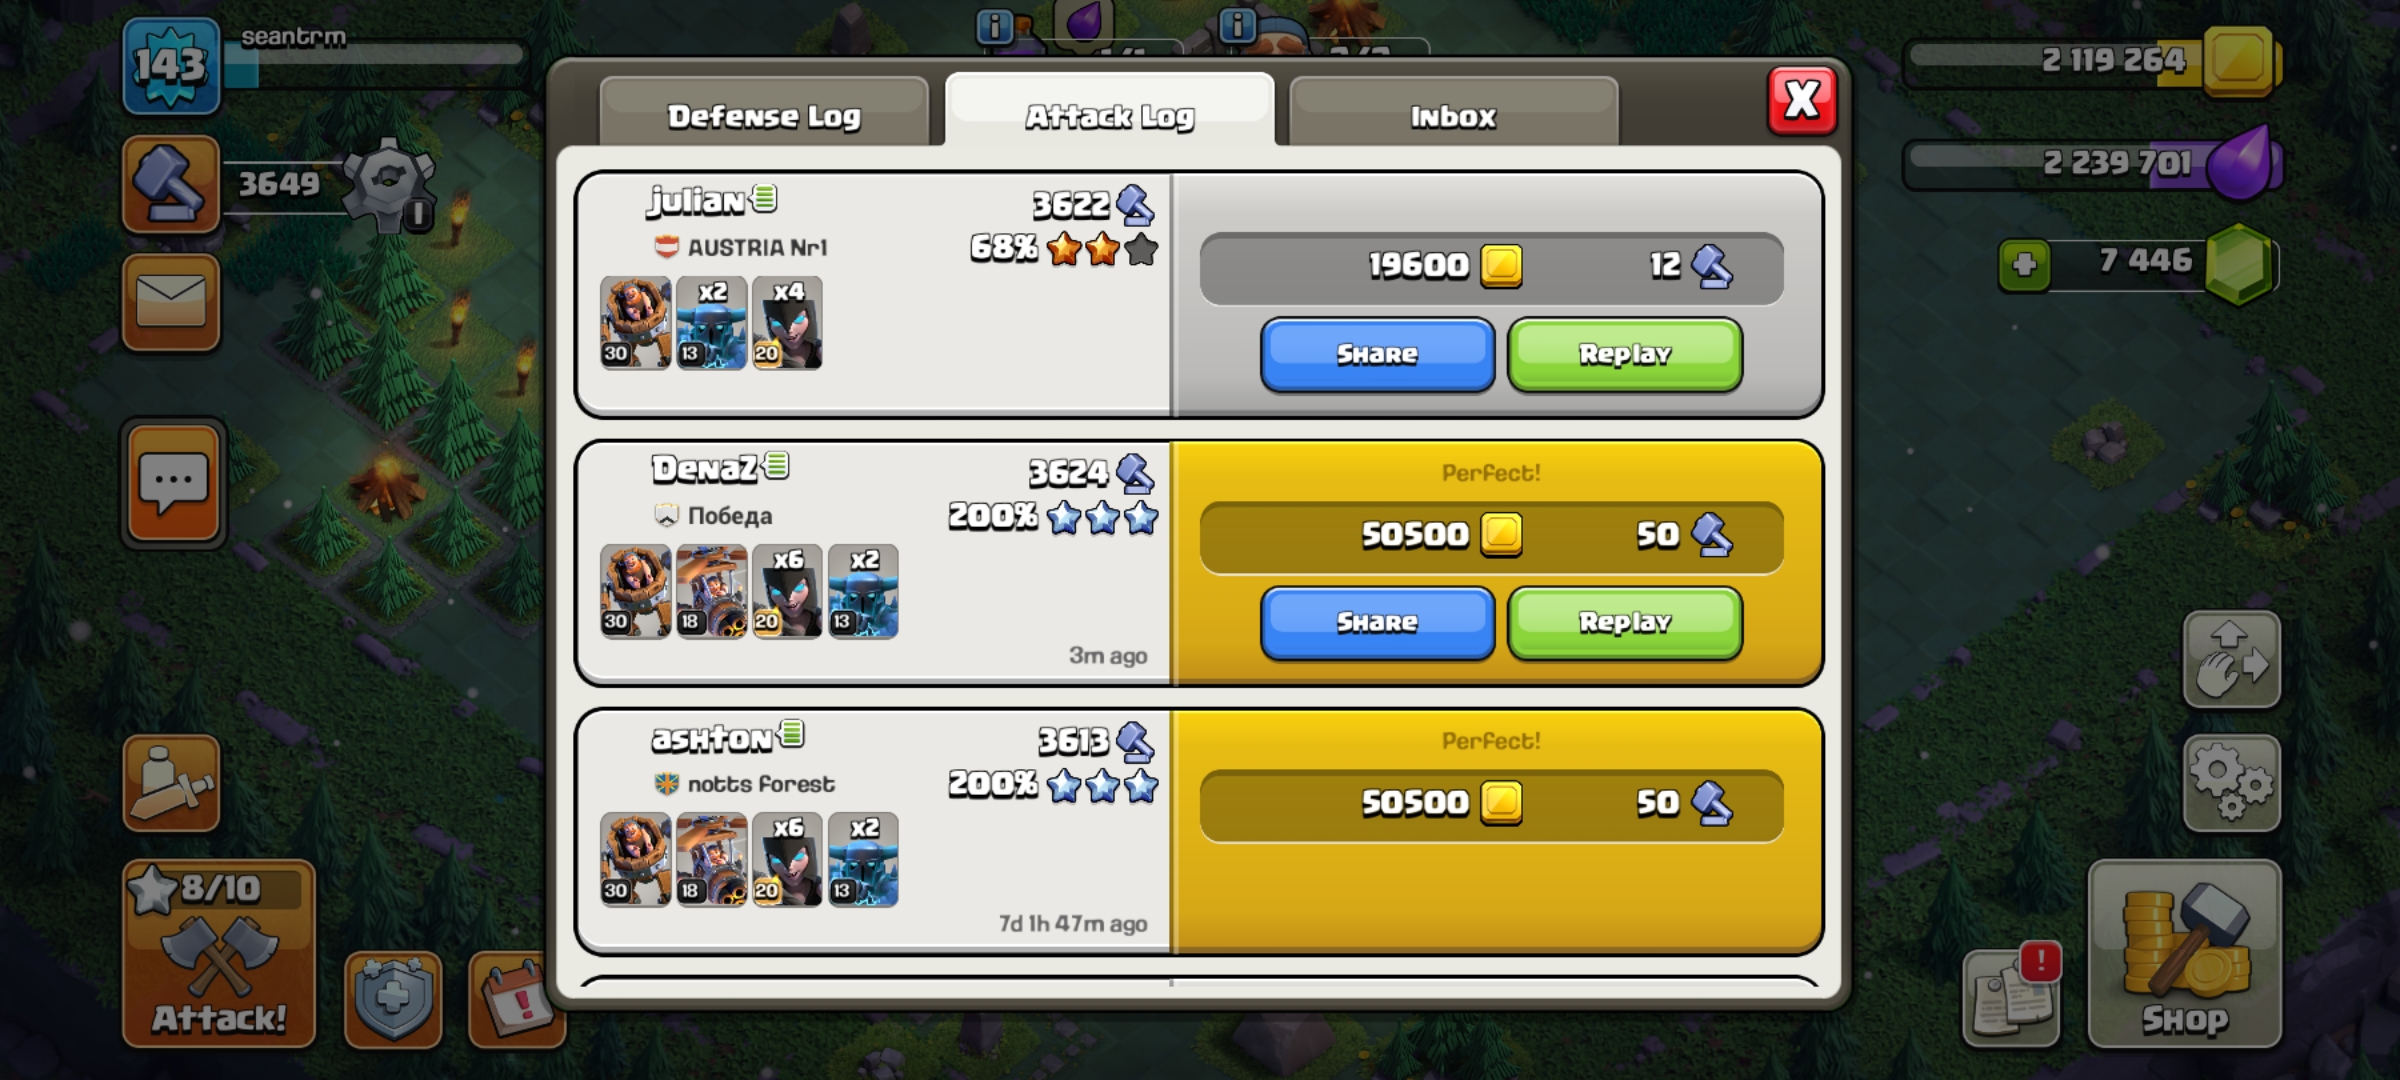 143
seantrm
3649
1
8/10
Attack!
Defense Log
Attack Log
Inbox
X
julian
3622
AUSTRIA Nr1
68%
30
x2
13
x4
20
19600
12
Share
Replay
DenaZ
3624
Победа
200%
30
18
x6
20
x2
13
3m ago
Perfect!
50500
50
Share
Replay
ashton
3613
notts forest
200%
30
18
x6
20
x2
13
7d 1h 47m ago
Perfect!
50500
50
2 119 264
2 239 701
7 446
!
Shop